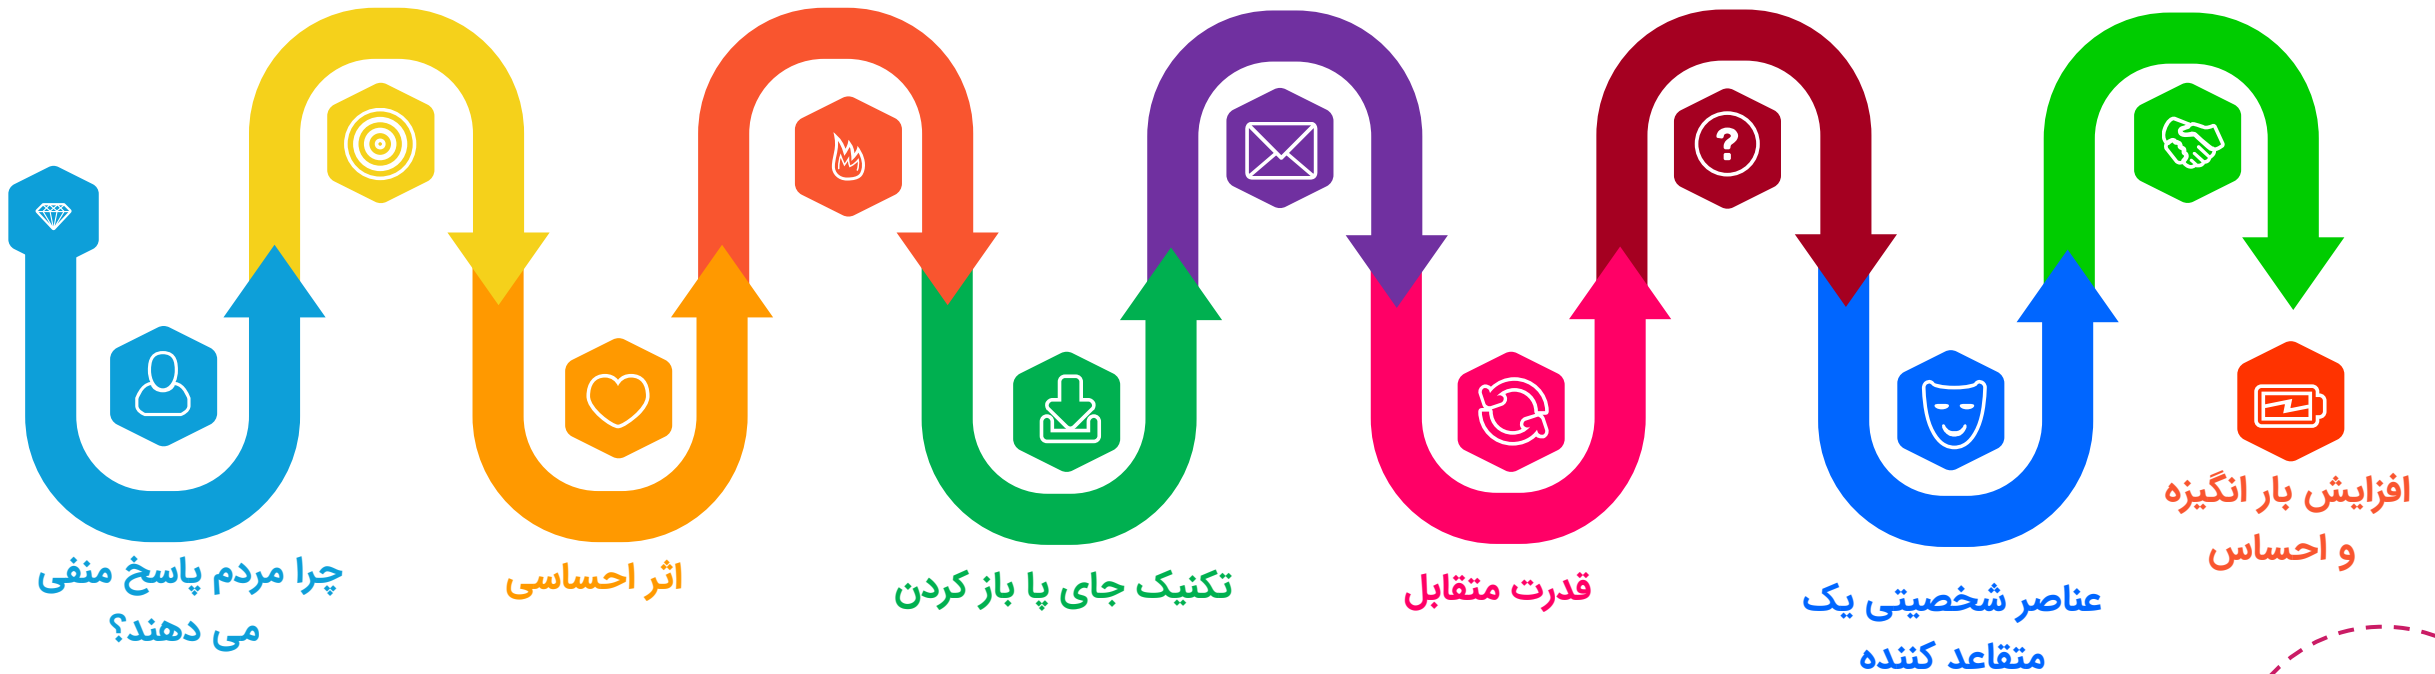 چرا مردم پاسخ منفی
می دهند؟
اثر احساسی
تکنیک جای پا باز کردن
قدرت متقابل
عناصر شخصیتی یک
متقاعد کننده
افزایش بار انگیزه
و احساس
?